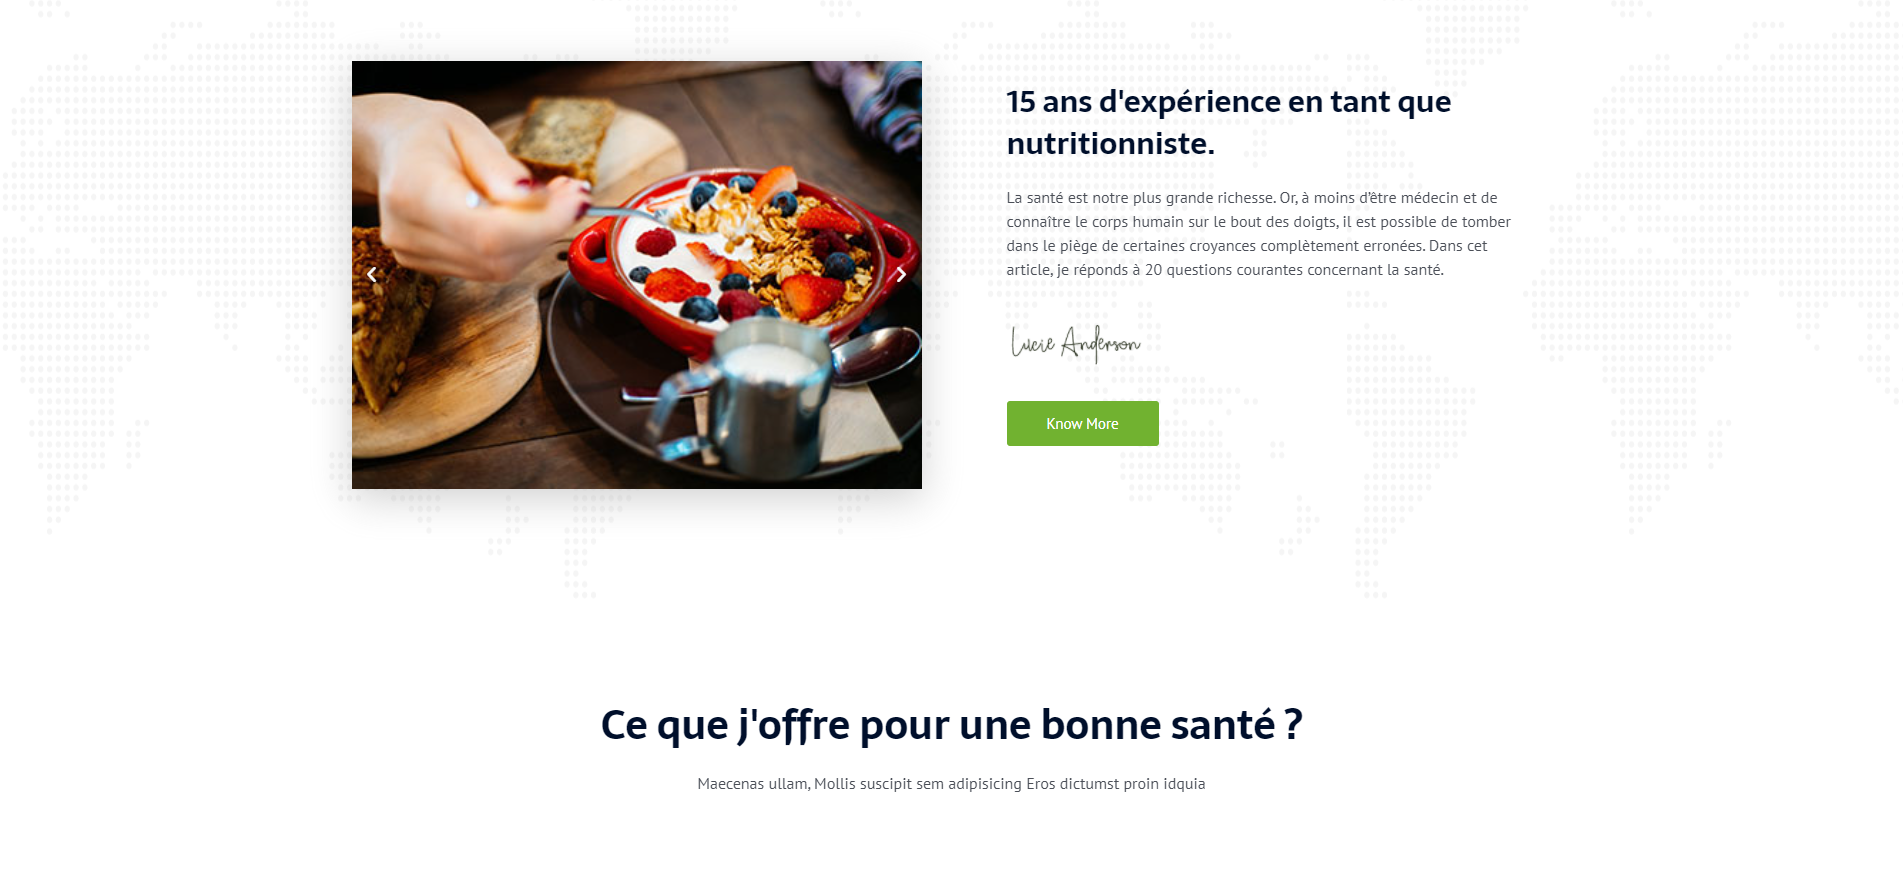 15 ans d'expérience en tant que
nutritionniste.
La santé est notre plus grande richesse. Or, à moins d’être médecin et de
connaître le corps humain sur le bout des doigts, il est possible de tomber
dans le piège de certaines croyances complètement erronées. Dans cet
article, je réponds à 20 questions courantes concernant la santé.
Lucie Anderson
Know More
Ce que j'offre pour une bonne santé ?
Maecenas ullam, Mollis suscipit sem adipisicing Eros dictumst proin idquia